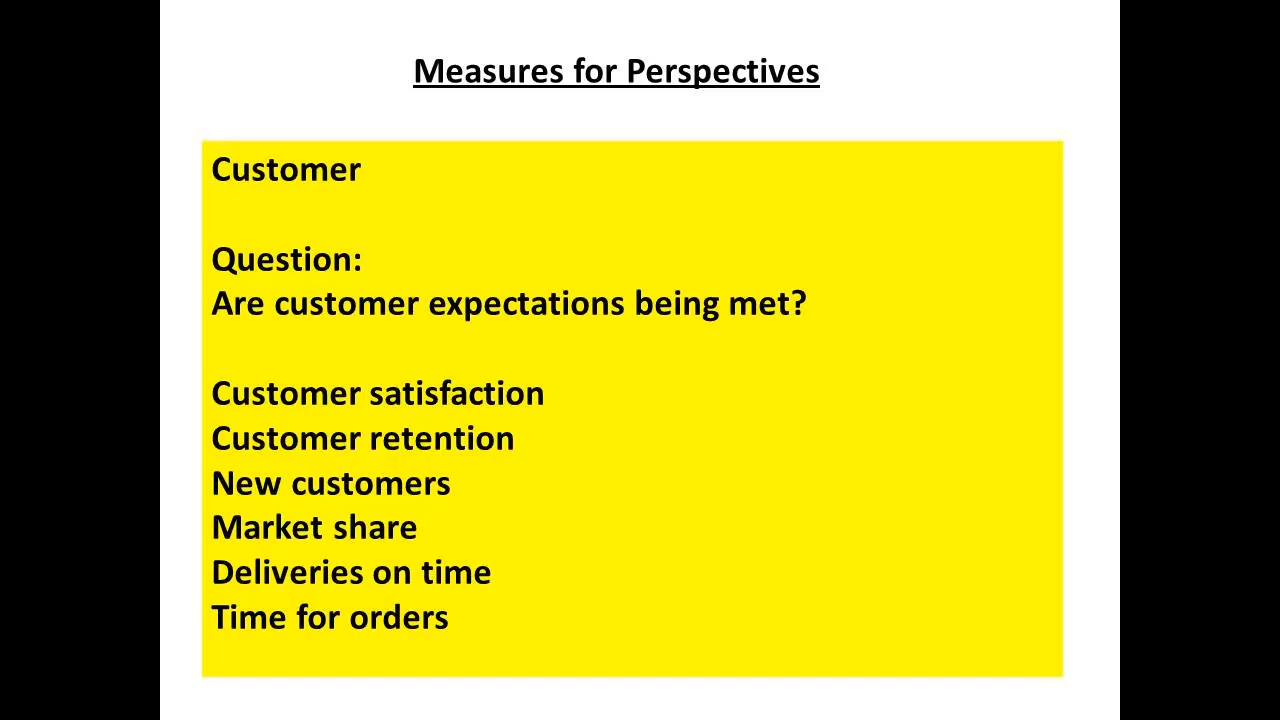 Measures for Perspectives
Customer
Question:
Are customer expectations being met?
Customer satisfaction
Customer retention
New customers
Market share
Deliveries on time
Time for orders